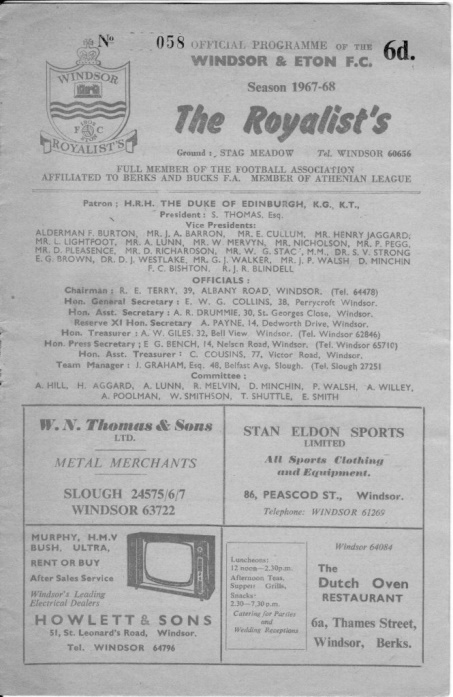 No 058 OFFICIAL PROGRAMME OF THE 6d.
WINDSOR & ETON F.C.
Season 1967-68
WINDSOR
F C
ROYALIST'S
The Royalist's
Ground : STAG MEADOW Tel. WINDSOR 60656
FULL MEMBER OF THE FOOTBALL ASSOCIATION
AFFILIATED TO BERKS AND BUCKS F.A. MEMBER OF ATHENIAN LEAGUE
Patron ; H.R.H. THE DUKE OF EDINBURGH, K.G., K.T.,
President : S. THOMAS, Esq.
Vice Presidents:
ALDERMAN F. BURTON, MR. J. A. BARRON, MR. E. CULLUM, MR. HENRY JAGGARD;
MR. L. LIGHTFOOT, MR. A. LUNN, MR. W MERVYN, MR. NICHOLSON, MR. P. PEGG,
MR. D. PLEASENCE, MR. D. RICHARDSON, MR. W. G. STAC', M.M., DR. S. V. STRONG
E. G. BROWN, DR. D. J. WESTLAKE, MR. G. J. WALKER, MR. J. P. WALSH D. MINCHIN
F. C. BISHTON, R. J. R. BLINDELL
OFFICIALS :
Chairman : R. E. TERRY, 39, ALBANY ROAD, WINDSOR. (Tel. 64478)
Hon. General Secretary : E. W. G. COLLINS, 38, Perrycroft Windsor.
Hon. Asst. Secretary : A. R. DRUMMIE, 30, St. Georges Close, Windsor.
Reserve XI Hon. Secretary A. PAYNE, 14, Dedworth Drive, Windsor.
Hon. Treasurer : A. W. GILES, 32, Bell View Windsor. (Tel. Windsor 62846)
Hon. Press Secretary ; E. G. BENCH, 14, Nelson Road, Windsor. (Tel. Windsor 65710)
Hon. Asst. Treasurer : C. COUSINS, 77, Victor Road, Windsor.
Team Manager : J. GRAHAM, Esq. 48, Belfast Avg, Slough. (Tel. Slough 27251
Committee :
A. HILL, H. AGGARD, A. LUNN, R. MELVIN, D. MINCHIN, P. WALSH, A. WILLEY,
A. POOLMAN, W. SMITHSON, T. SHUTTLE, E. SMITH
W. N. Thomas & Sons
LTD.
METAL MERCHANTS
SLOUGH 24575/6/7
WINDSOR 63722
STAN ELDON SPORTS
LIMITED
All Sports Clothing
and Equipment.
86, PEASCOD ST., Windsor.
Telephone: WINDSOR 61269
MURPHY, H.M.V
BUSH, ULTRA,
RENT OR BUY
After Sales Service
Windsor's Leading
Electrical Dealers
HOWLETT & SONS
51, St. Leonard's Road, Windsor.
Tel. WINDSOR 64796
Luncheons:
12 noon—2.30p.m.
Afternoon Teas,
Supper Grills,
Snacks:
2.30—7.30 p.m.
Catering for Parties
and
Wedding Receptions
Windsor 64084
The
Dutch Oven
RESTAURANT
6a, Thames Street,
Windsor, Berks.